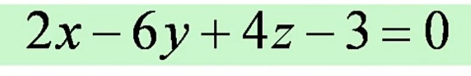 2x − 6y + 4z − 3 = 0